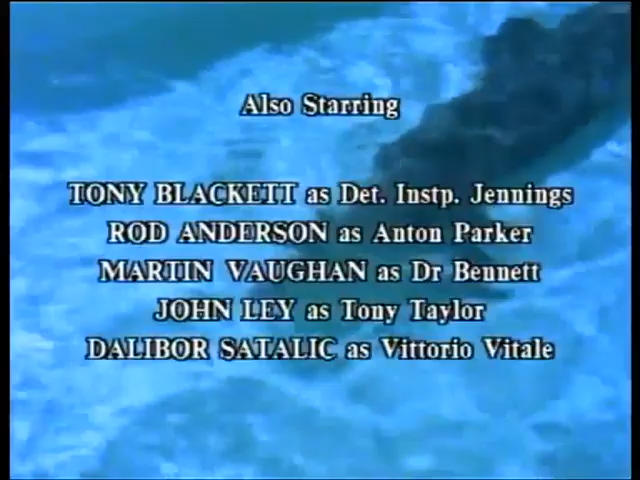 Also Starring
TONY BLACKETT as Det. Instp. Jennings
ROD ANDERSON as Anton Parker
MARTIN VAUGHAN as Dr Bennett
JOHN LEY as Tony Taylor
DALIBOR SATALIC as Vittorio Vitale